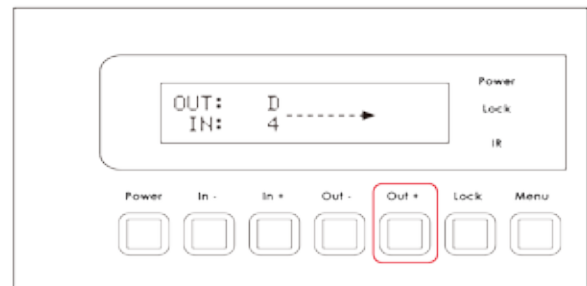 Power
OUT: D
Lock
IN: 4
IR
Power In - In + Out - Out + Lock Menu